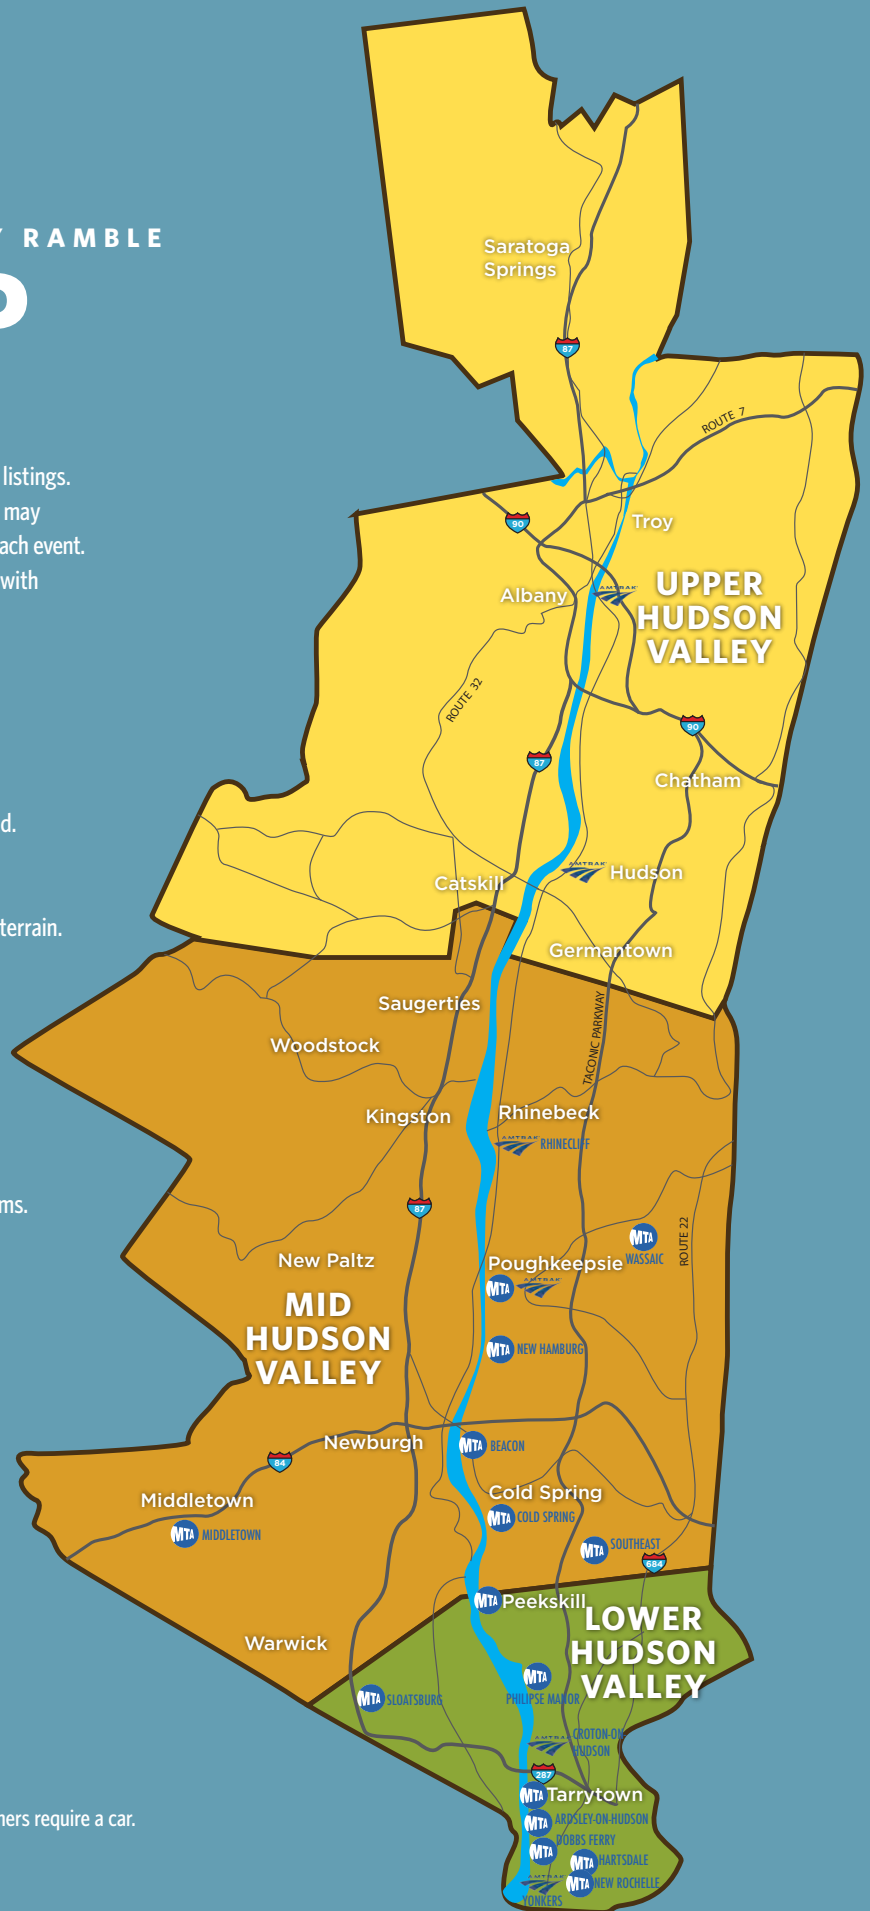 Y RAMBLE
P
listings.
may
ach event.
with
d.
terrain.
ms.
ners require a car.
Saratoga
Springs
87
ROUTE 7
90
Troy
AMTRAK
Albany
UPPER
HUDSON
VALLEY
ROUTE 32
90
87
Chatham
AMTRAK
Hudson
Catskill
Germantown
Saugerties
TACONIC PARKWAY
Woodstock
Kingston
Rhinebeck
AMTRAK
RHINECLIFF
87
ROUTE 22
MTA
WASSAIC
New Paltz
Poughkeepsie
MTA
AMTRAK
MID
HUDSON
VALLEY
MTA NEW HAMBURG
Newburgh
MTA BEACON
84
Middletown
MTA MIDDLETOWN
Cold Spring
MTA COLD SPRING
MTA SOUTHEAST
684
MTA Peekskill
LOWER
HUDSON
VALLEY
Warwick
MTA SLOATSBURG
MTA
PHILIPSE MANOR
AMTRAK
CROTON-ON-
HUDSON
287
MTA Tarrytown
MTA ARDSLEY-ON-HUDSON
MTA DOBBS FERRY
MTA HARTSDALE
MTA NEW ROCHELLE
AMTRAK
YONKERS